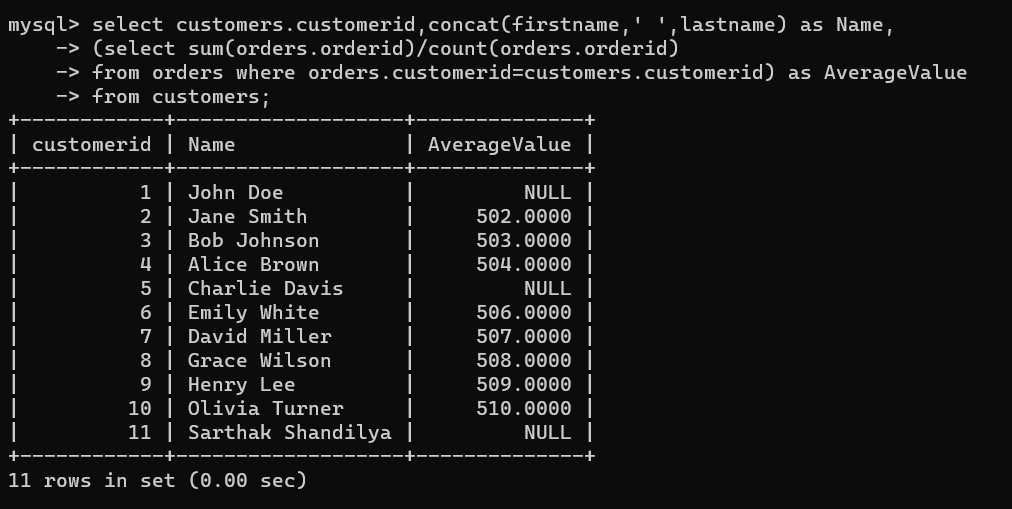 mysql> select customers.customerid,concat(firstname,' ',lastname) as Name,
    -> (select sum(orders.orderid)/count(orders.orderid)
    -> from orders where orders.customerid=customers.customerid) as AverageValue
    -> from customers;
+------------+------------------+--------------+
| customerid | Name             | AverageValue |
+------------+------------------+--------------+
|          1 | John Doe         |         NULL |
|          2 | Jane Smith       |     502.0000 |
|          3 | Bob Johnson      |     503.0000 |
|          4 | Alice Brown      |     504.0000 |
|          5 | Charlie Davis    |         NULL |
|          6 | Emily White      |     506.0000 |
|          7 | David Miller     |     507.0000 |
|          8 | Grace Wilson     |     508.0000 |
|          9 | Henry Lee        |     509.0000 |
|         10 | Olivia Turner    |     510.0000 |
|         11 | Sarthak Shandilya |         NULL |
+------------+------------------+--------------+
11 rows in set (0.00 sec)